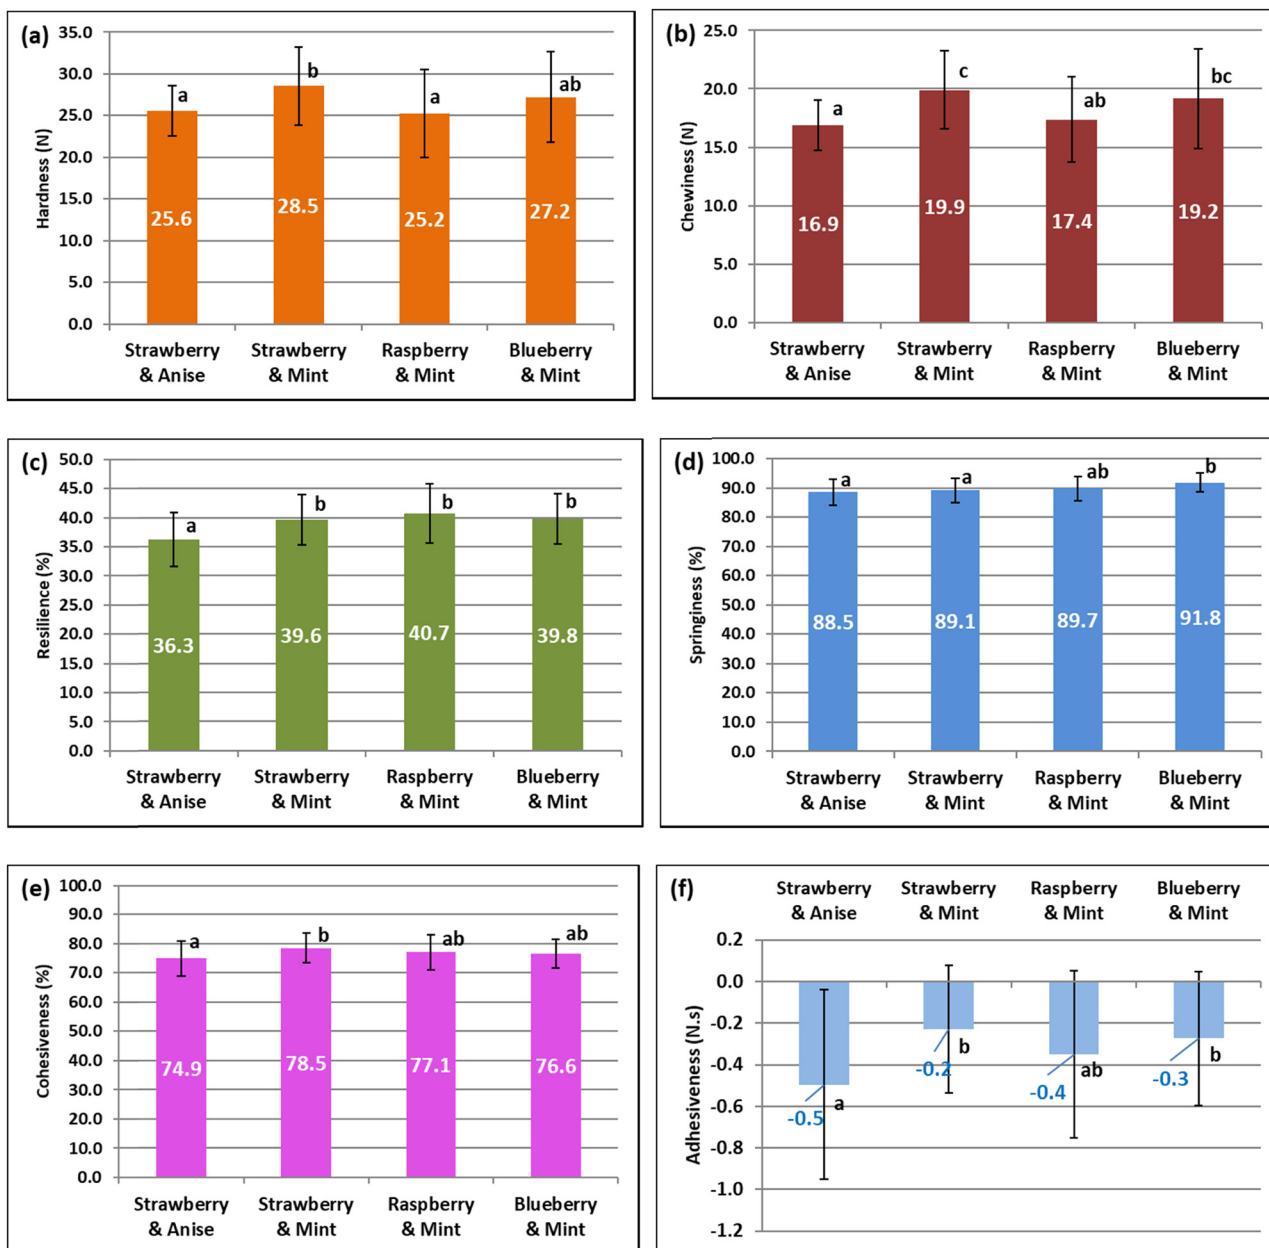 (a)
35.0
30.0
25.0
20.0
15.0
10.0
5.0
0.0
Hardness (N)
a
b
a
ab
25.6
28.5
25.2
27.2
Strawberry Strawberry Raspberry Blueberry
& Anise & Mint & Mint & Mint
(b)
25.0
20.0
15.0
10.0
5.0
0.0
Chewiness (N)
a
c
ab
bc
16.9
19.9
17.4
19.2
Strawberry Strawberry Raspberry Blueberry
& Anise & Mint & Mint & Mint
(c)
50.0
45.0
40.0
35.0
30.0
25.0
20.0
15.0
10.0
5.0
0.0
Resilience (%)
a
b
b
b
36.3
39.6
40.7
39.8
Strawberry Strawberry Raspberry Blueberry
& Anise & Mint & Mint & Mint
(d)
100.0
90.0
80.0
70.0
60.0
50.0
40.0
30.0
20.0
10.0
0.0
Springiness (%)
a
a
ab
b
88.5
89.1
89.7
91.8
Strawberry Strawberry Raspberry Blueberry
& Anise & Mint & Mint & Mint
(e)
100.0
90.0
80.0
70.0
60.0
50.0
40.0
30.0
20.0
10.0
0.0
Cohesiveness (%)
a
b
ab
ab
74.9
78.5
77.1
76.6
Strawberry Strawberry Raspberry Blueberry
& Anise & Mint & Mint & Mint
(f)
Strawberry Strawberry Raspberry Blueberry
& Anise & Mint & Mint & Mint
0.2
0.0
-0.2
-0.4
-0.6
-0.8
-1.0
-1.2
Adhesiveness (N.s)
-0.5
a
-0.2
b
-0.4
ab
-0.3
b